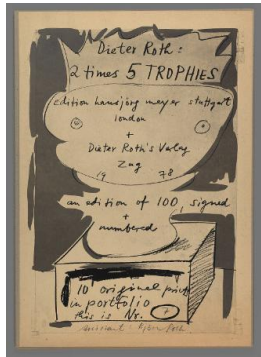 Dieter Roth:
2 times 5 TROPHIES
edition hansjörg mayer stuttgart
london
+
Dieter Roth's Verlag
Zug
19 78
an edition of 100, signed
+
numbered
10 original prints
in portfolio
this is Nr. 7